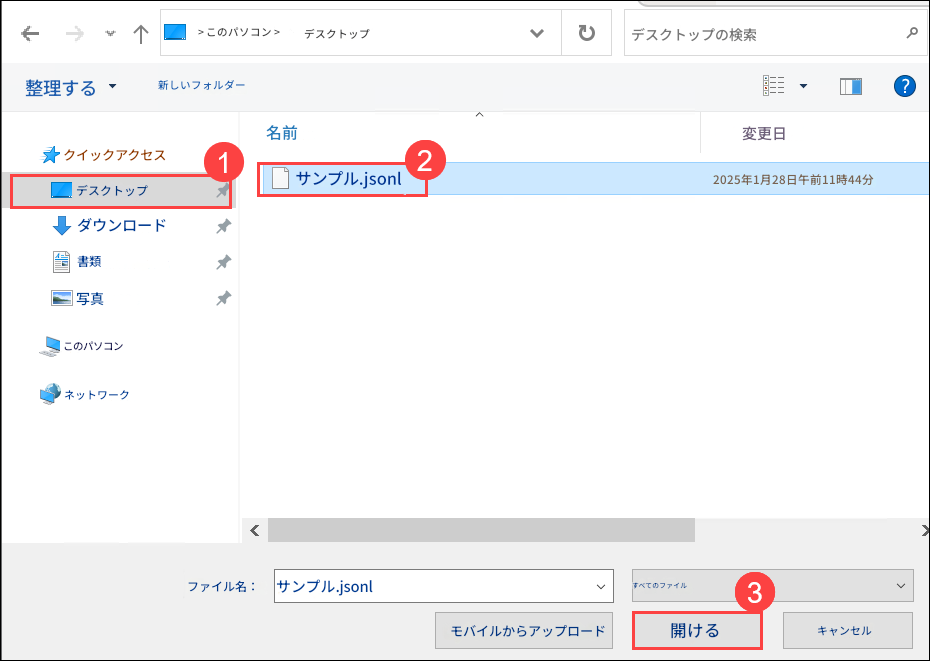 >このパソコン> デスクトップ
デスクトップの検索
整理する 新しいフォルダー
?
名前 変更日
クイックアクセス
1
デスクトップ
サンプル.jsonl 2025年1月28日午前11時44分
2
ダウンロード
書類
写真
このパソコン
ネットワーク
ファイル名： サンプル.jsonl すべてのファイル
3
モバイルからアップロード 開ける キャンセル